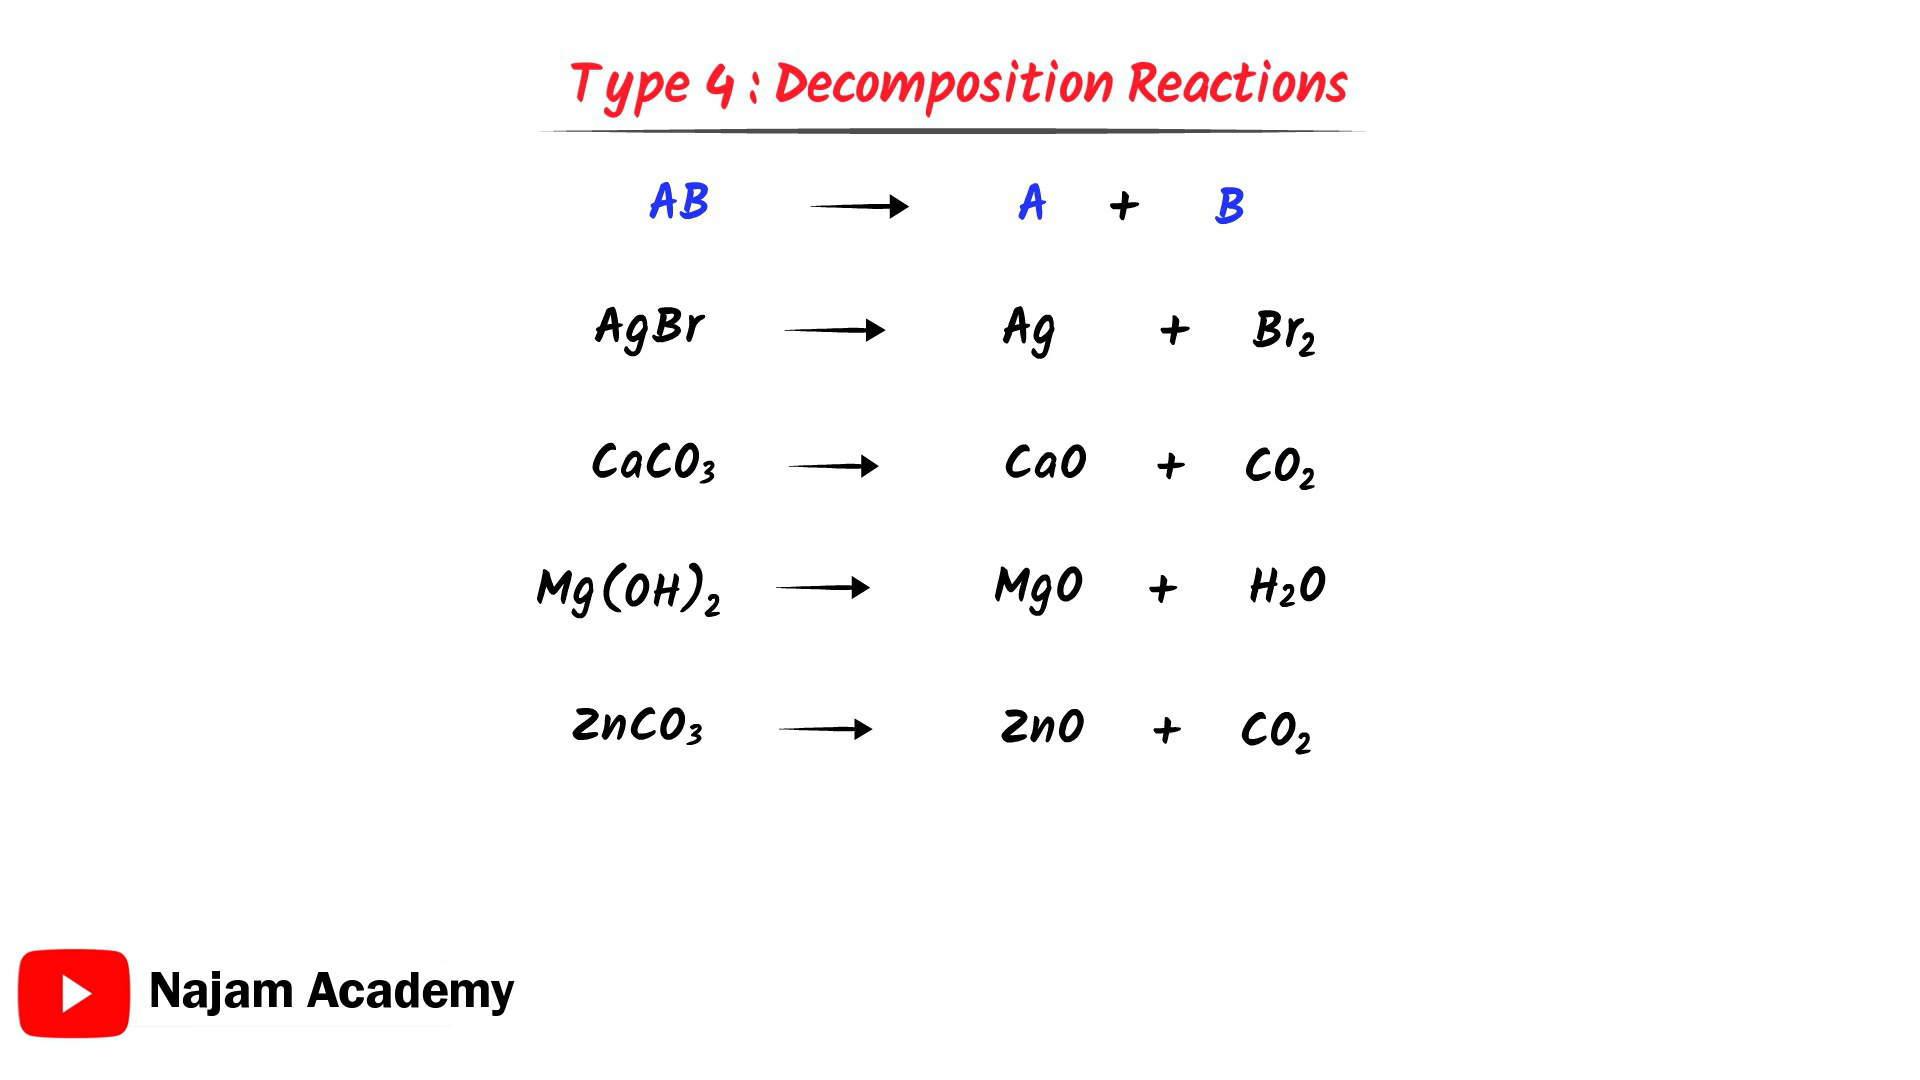 Type 4 : Decomposition Reactions
AB → A + B
AgBr → Ag + Br₂
CaCO₃ → CaO + CO₂
Mg(OH)₂ → MgO + H₂O
ZnCO₃ → ZnO + CO₂
Najam Academy